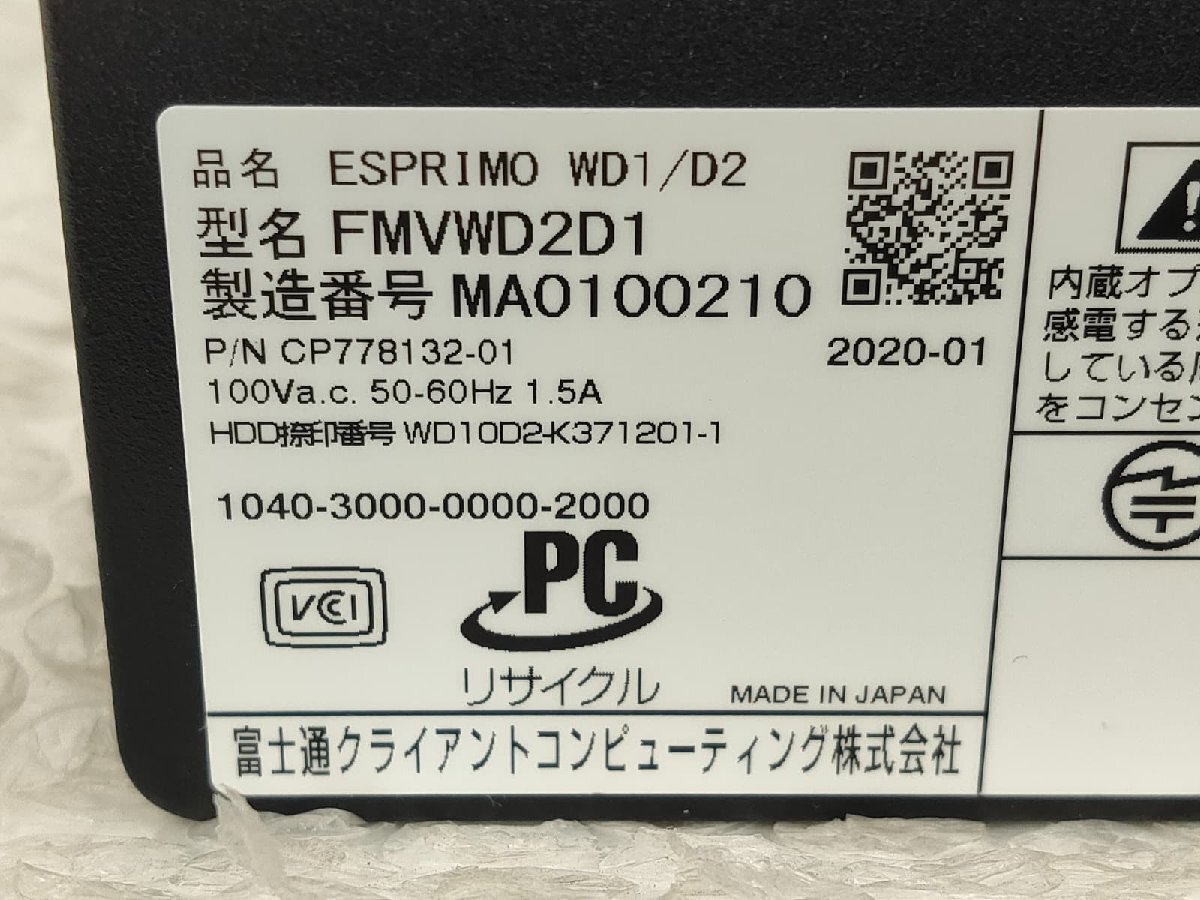 品名 ESPRIMO WD1/D2
型名 FMVWD2D1
製造番号 MA0100210
P/N CP778132-01
2020-01
100Va.c. 50-60Hz 1.5A
HDD捺印番号 WD10D2-K371201-1
1040-3000-0000-2000
VCCI
PC
リサイクル
MADE IN JAPAN
富士通クライアントコンピューティング株式会社
内蔵オプ
感電する
している
をコンセン